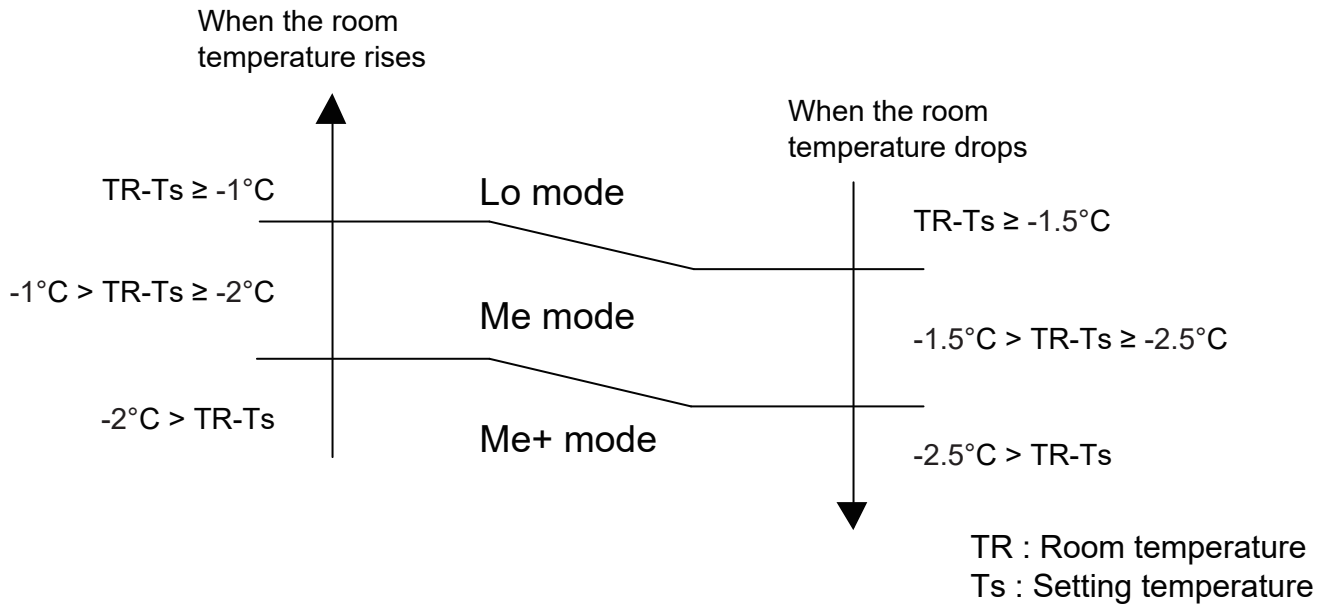 When the room
temperature rises
When the room
temperature drops
TR-Ts ≥ -1°C
Lo mode
TR-Ts ≥ -1.5°C
-1°C > TR-Ts ≥ -2°C
Me mode
-1.5°C > TR-Ts ≥ -2.5°C
-2°C > TR-Ts
Me+ mode
-2.5°C > TR-Ts
TR : Room temperature
Ts : Setting temperature